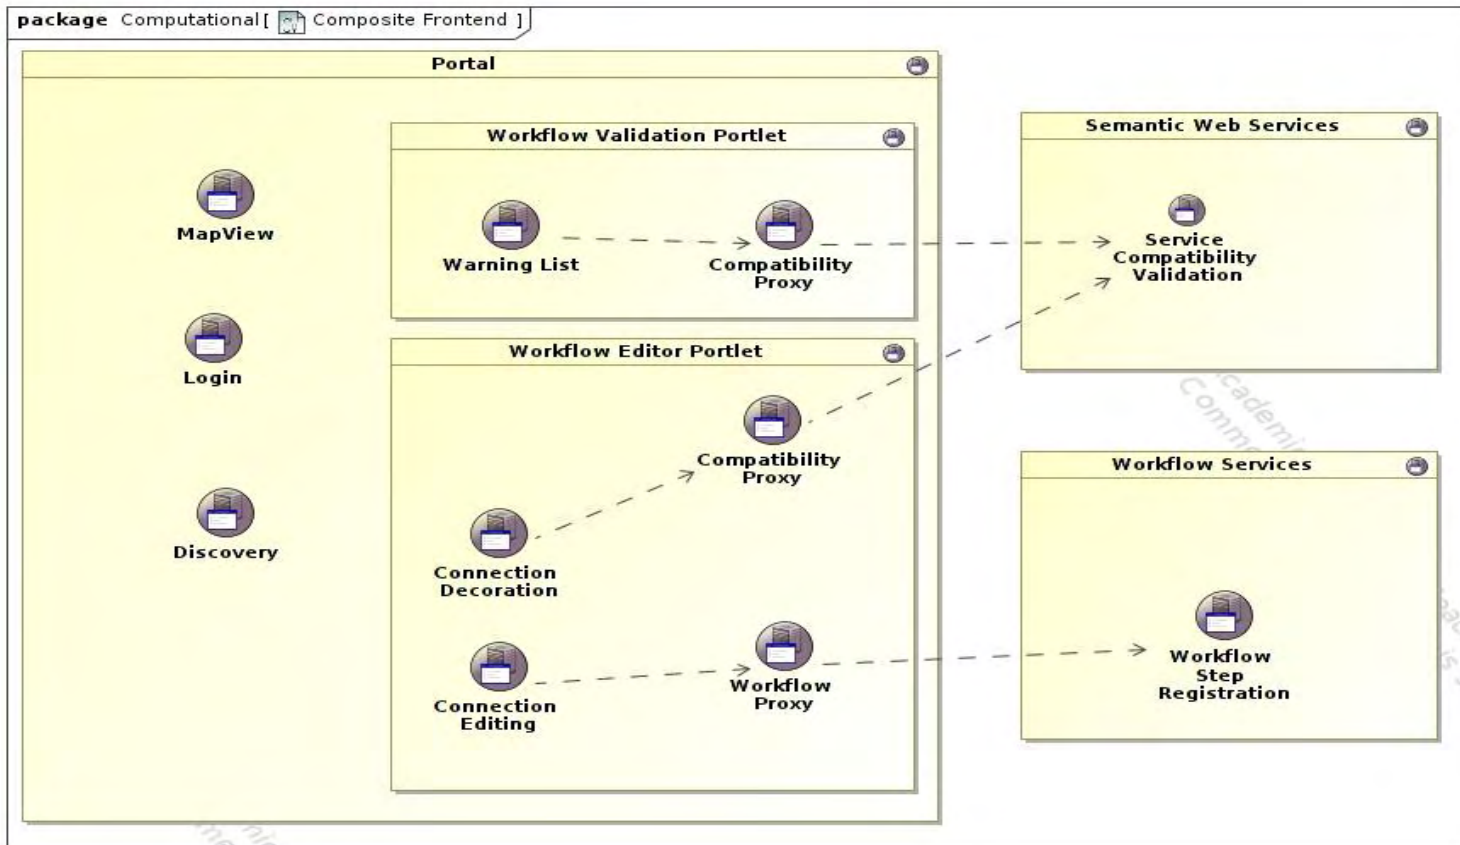 package Computational[ Composite Frontend ]
Portal
MapView
Login
Discovery
Workflow Validation Portlet
Warning List
Compatibility
Proxy
Workflow Editor Portlet
Compatibility
Proxy
Connection
Decoration
Connection
Editing
Workflow
Proxy
Semantic Web Services
Service
Compatibility
Validation
Workflow Services
Workflow
Step
Registration